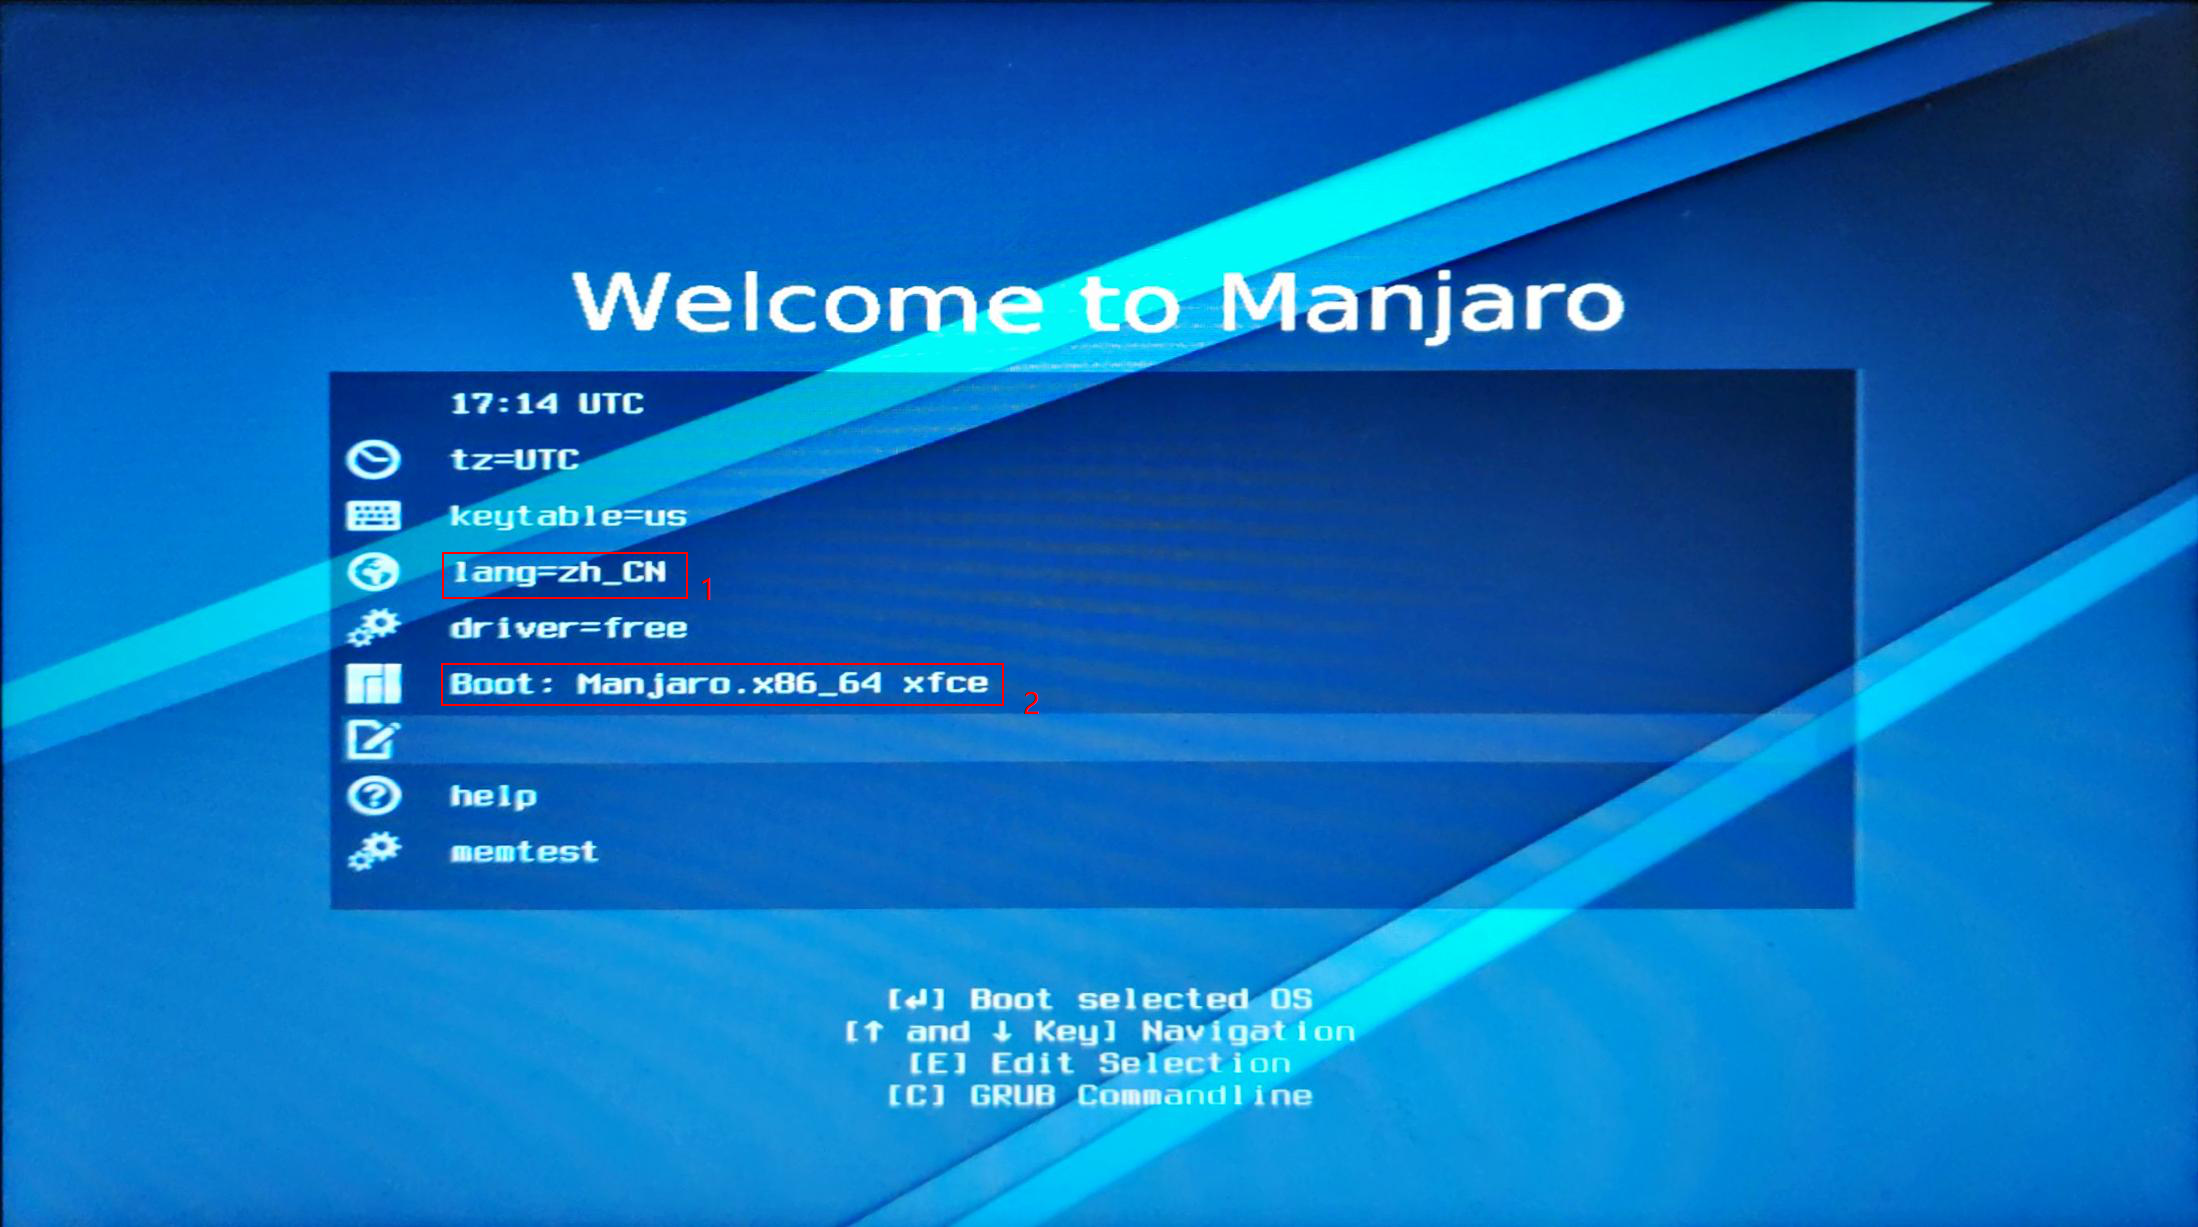 Welcome to Manjaro
17:14 UTC
tz=UTC
keytable=us
lang=zh_CN 1
driver=free
Boot: Manjaro.x86_64 xfce 2
help
memtest
[↲] Boot selected OS
[↑ and ↓ Key] Navigation
[E] Edit Selection
[C] GRUB Commandline